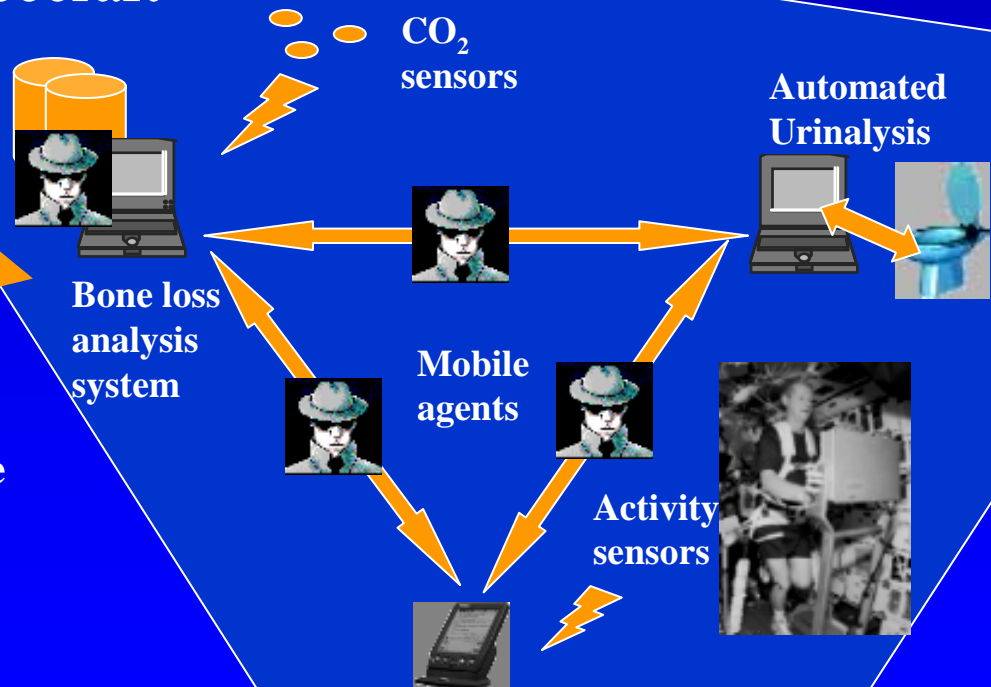 CO₂
sensors
Automated
Urinalysis
Bone loss
analysis
system
Mobile
agents
Activity
sensors